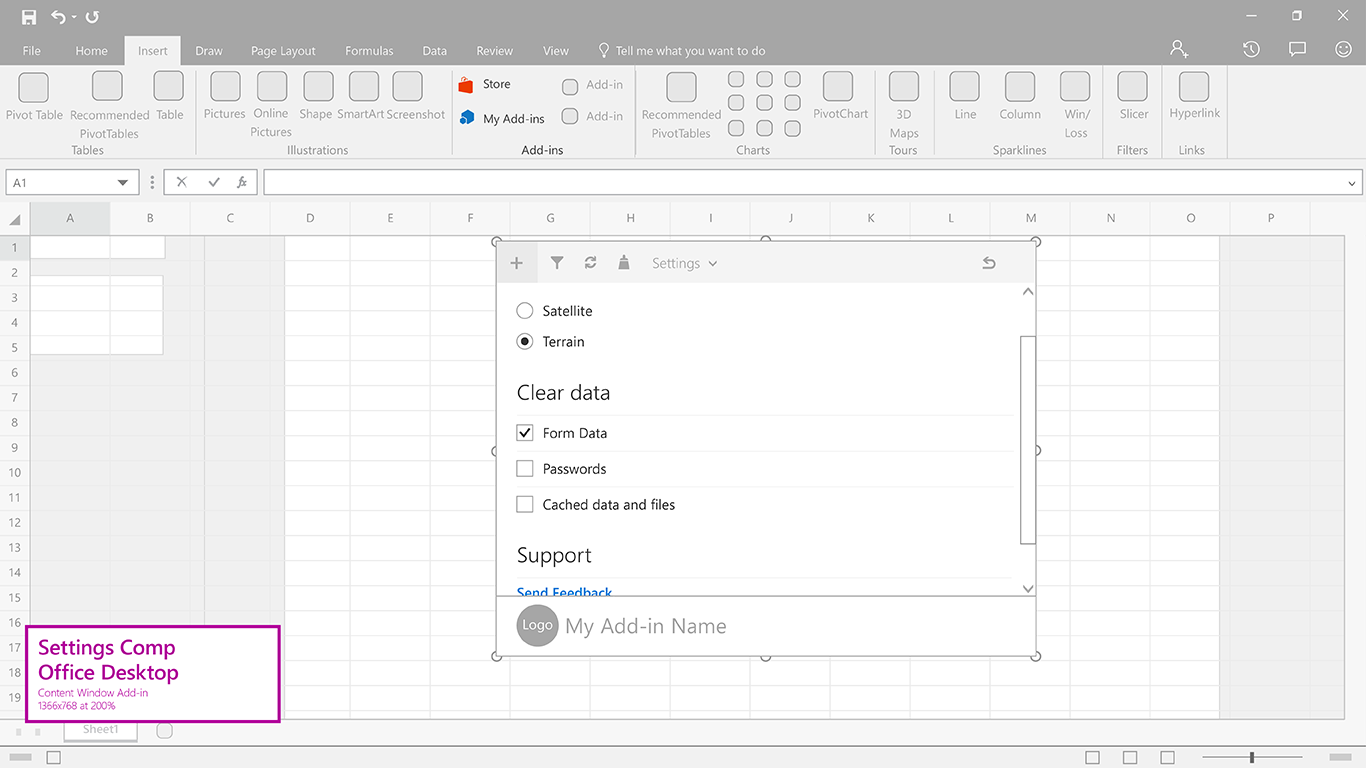 File Home Insert Draw Page Layout Formulas Data Review View Tell me what you want to do
Pivot Table Recommended PivotTables Table Pictures Online Pictures Shape SmartArt Screenshot
Store Add-in
My Add-ins Add-in
Recommended PivotTables PivotChart 3D Maps Line Column Win/ Loss Slicer Hyperlink
Tables Illustrations Add-ins Charts Tours Sparklines Filters Links
A1 fx
A B C D E F G H I J K L M N O P
1
2
3
4
5
6
7
8
9
10
11
12
13
14
15
16
17
18
19
Settings
Satellite
Terrain
Clear data
Form Data
Passwords
Cached data and files
Support
Send Feedback
Logo My Add-in Name
Settings Comp
Office Desktop
Content Window Add-in
1366x768 at 200%
Sheet1